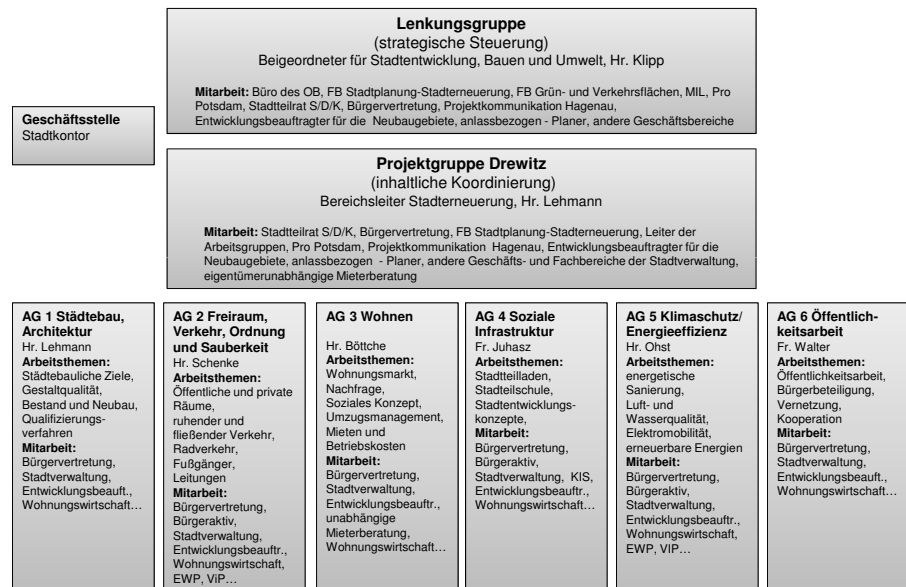 Lenkungsgruppe
(strategische Steuerung)
Beigeordneter für Stadtentwicklung, Bauen und Umwelt, Hr. Klipp
Mitarbeit: Büro des OB, FB Stadtplanung-Stadterneuerung, FB Grün- und Verkehrsflächen, MIL, Pro
Potsdam, Stadtteilrat S/D/K, Bürgervertretung, Projektkommunikation Hagenau,
Entwicklungsbeauftragter für die Neubaugebiete, anlassbezogen - Planer, andere Geschäftsbereiche
Geschäftsstelle
Stadtkontor
Projektgruppe Drewitz
(inhaltliche Koordinierung)
Bereichsleiter Stadterneuerung, Hr. Lehmann
Mitarbeit: Stadtteilrat S/D/K, Bürgervertretung, FB Stadtplanung-Stadterneuerung, Leiter der
Arbeitsgruppen, Pro Potsdam, Projektkommunikation Hagenau, Entwicklungsbeauftragter für die
Neubaugebiete, anlassbezogen - Planer, andere Geschäfts- und Fachbereiche der Stadtverwaltung,
eigentümerunabhängige Mieterberatung
AG 1 Städtebau,
Architektur
Hr. Lehmann
Arbeitsthemen:
Städtebauliche Ziele,
Gestaltqualität,
Bestand und Neubau,
Qualifizierungs-
verfahren
Mitarbeit:
Bürgervertretung,
Stadtverwaltung,
Entwicklungsbeauft.,
Wohnungswirtschaft…
AG 2 Freiraum,
Verkehr, Ordnung
und Sauberkeit
Hr. Schenke
Arbeitsthemen:
Öffentliche und private
Räume,
ruhender und
fließender Verkehr,
Radverkehr,
Fußgänger,
Leitungen
Mitarbeit:
Bürgervertretung,
Bürgeraktiv,
Stadtverwaltung,
Entwicklungsbeauftr.,
Wohnungswirtschaft,
EWP, ViP…
AG 3 Wohnen
Hr. Böttche
Arbeitsthemen:
Wohnungsmarkt,
Nachfrage,
Soziales Konzept,
Umzugsmanagement,
Mieten und
Betriebskosten
Mitarbeit:
Bürgervertretung,
Stadtverwaltung,
Entwicklungsbeauftr.,
unabhängige
Mieterberatung,
Wohnungswirtschaft…
AG 4 Soziale
Infrastruktur
Fr. Juhasz
Arbeitsthemen:
Stadtteilladen,
Stadteilschule,
Stadtentwicklungs-
konzepte,
Mitarbeit:
Bürgervertretung,
Bürgeraktiv,
Stadtverwaltung, KIS,
Entwicklungsbeauftr.,
Wohnungswirtschaft…
AG 5 Klimaschutz/
Energieeffizienz
Hr. Ohst
Arbeitsthemen:
energetische
Sanierung,
Luft- und
Wasserqualität,
Elektromobilität,
erneuerbare Energien
Mitarbeit:
Bürgervertretung,
Bürgeraktiv,
Stadtverwaltung,
Entwicklungsbeauftr.,
Wohnungswirtschaft,
EWP, VIP…
AG 6 Öffentlich-
keitsarbeit
Fr. Walter
Arbeitsthemen:
Öffentlichkeitsarbeit,
Bürgerbeteiligung,
Vernetzung,
Kooperation
Mitarbeit:
Bürgervertretung,
Stadtverwaltung,
Entwicklungsbeauft.,
Wohnungswirtschaft…